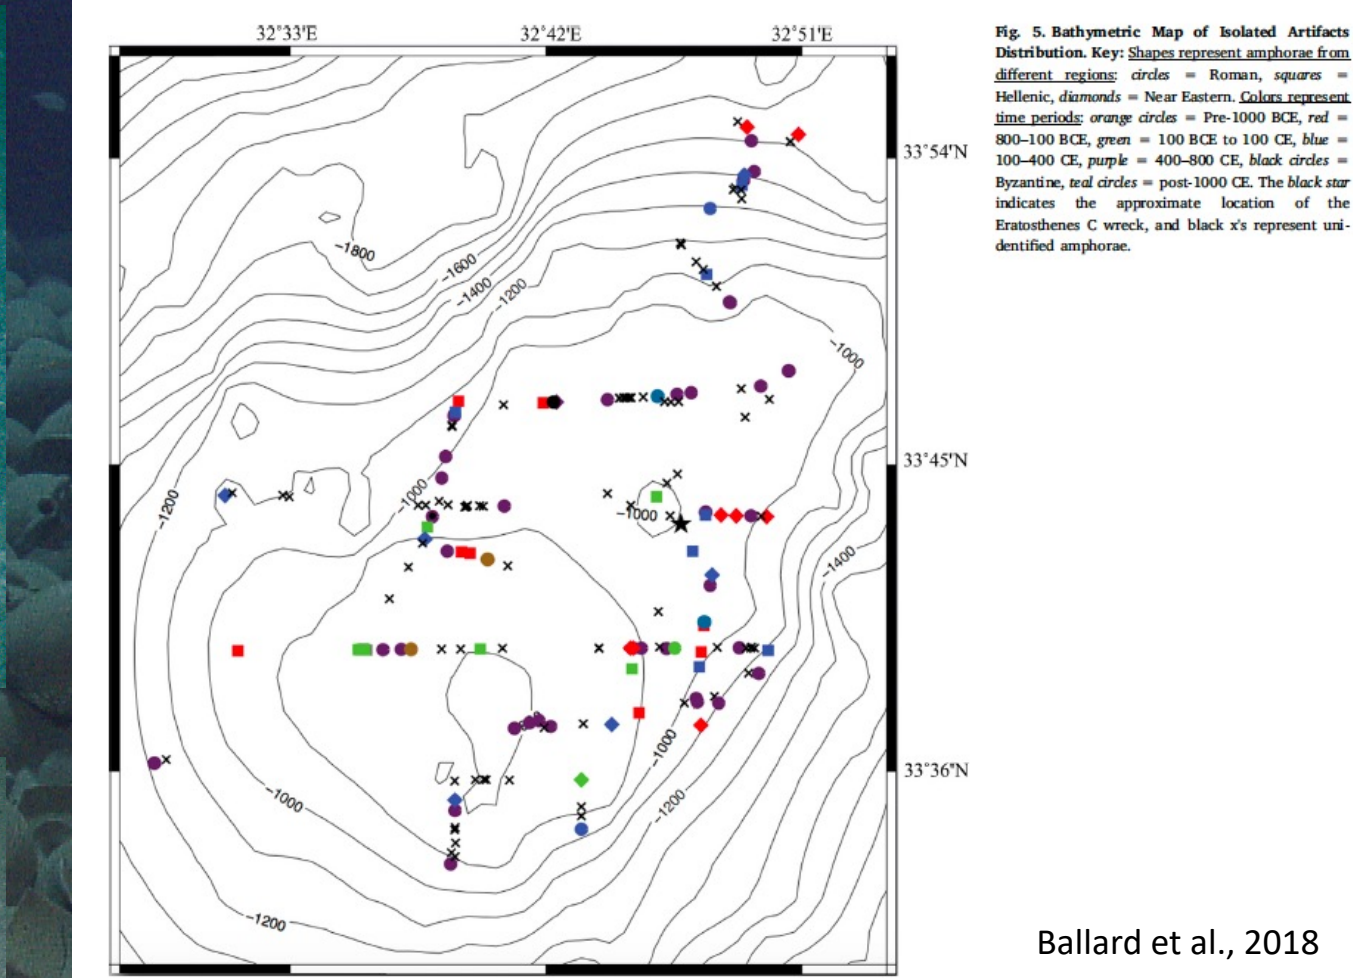 32°33'E 32°42'E 32°51'E
Fig. 5. Bathymetric Map of Isolated Artifacts
Distribution. Key: Shapes represent amphorae from
different regions: circles = Roman, squares =
Hellenic, diamonds = Near Eastern. Colors represent
time periods: orange circles = Pre-1000 BCE, red =
800–100 BCE, green = 100 BCE to 100 CE, blue =
100–400 CE, purple = 400–800 CE, black circles =
Byzantine, teal circles = post-1000 CE. The black star
indicates the approximate location of the
Eratosthenes C wreck, and black x's represent uni-
dentified amphorae.
33°54'N
−1800
−1600
−1400
−1200
−1000
33°45'N
−1200
−1000
−1000
−1400
−1000
33°36"N
−1000
−1200
−1200
Ballard et al., 2018